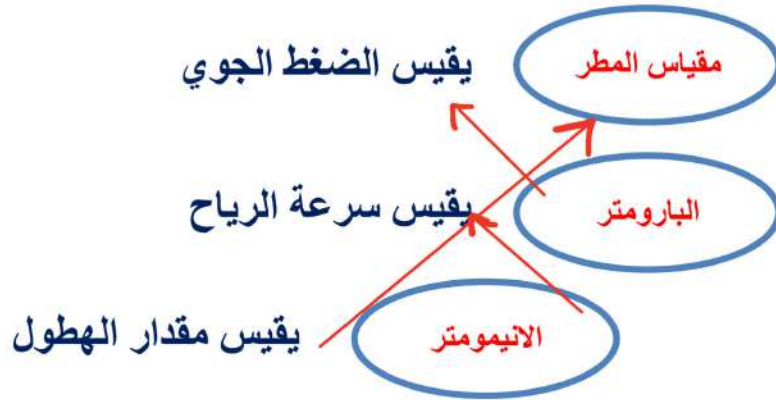 مقياس المطر يقيس الضغط الجوي
البارومتر يقيس سرعة الرياح
الانيمومتر يقيس مقدار الهطول